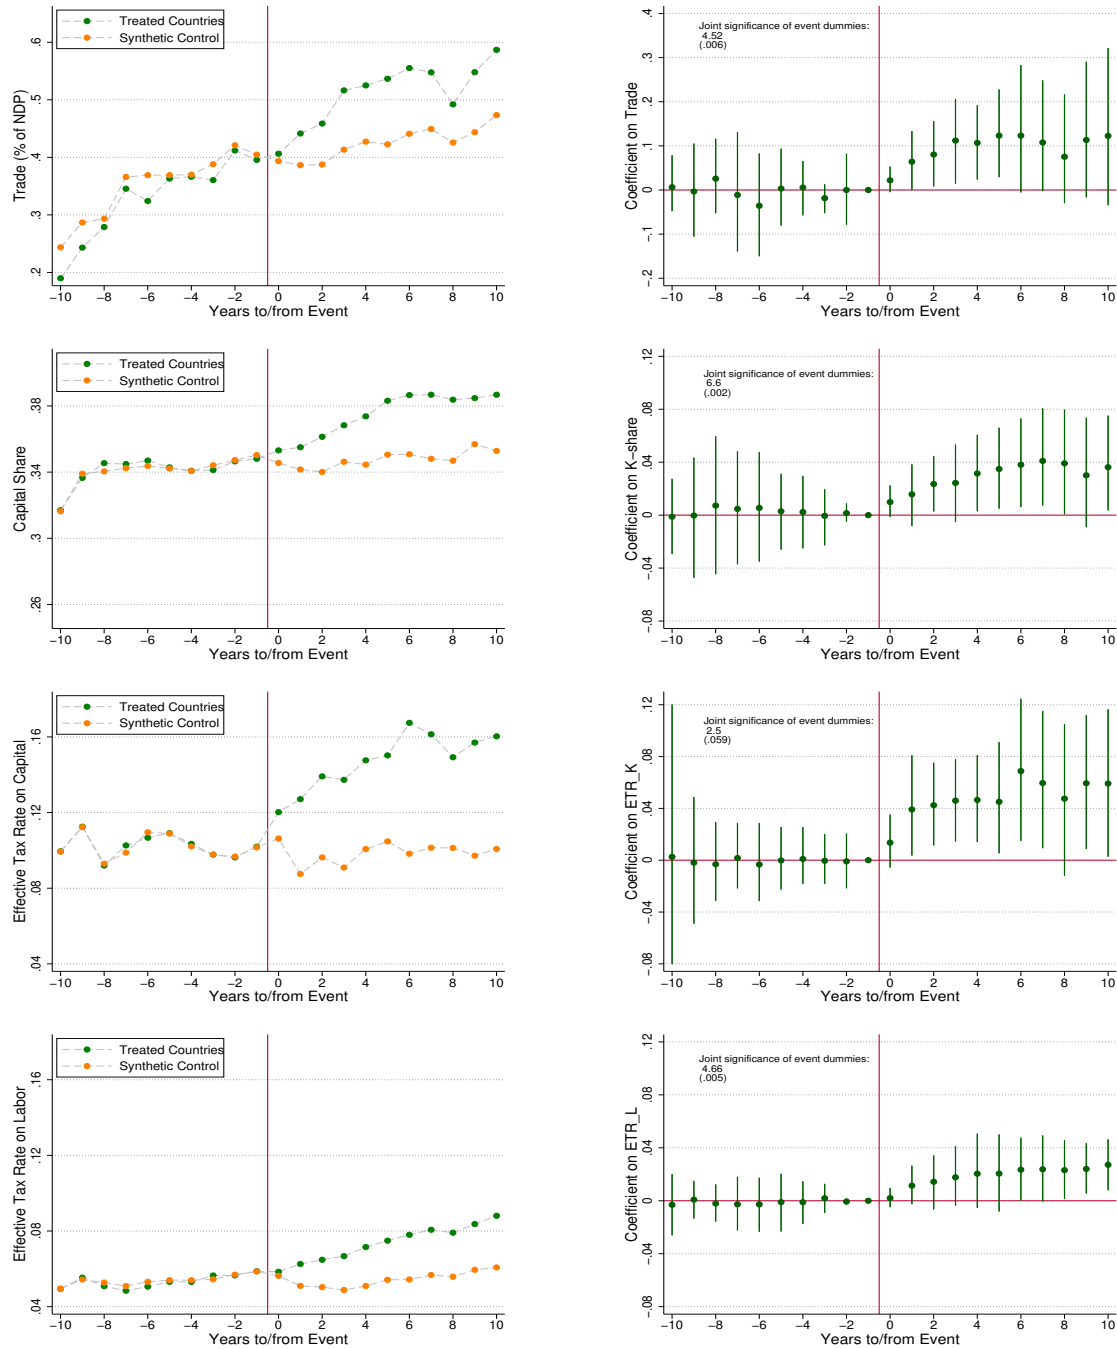 Treated Countries
Synthetic Control
Trade (% of NDP)
.6
.5
.4
.3
.2
−10 −8 −6 −4 −2 0 2 4 6 8 10
Years to/from Event
Joint significance of event dummies:
4.52
(.006)
Coefficient on Trade
.4
.3
.2
.1
0
−.1
−.2
−10 −8 −6 −4 −2 0 2 4 6 8 10
Years to/from Event
Treated Countries
Synthetic Control
Capital Share
.38
.34
.3
.26
−10 −8 −6 −4 −2 0 2 4 6 8 10
Years to/from Event
Joint significance of event dummies:
6.6
(.002)
Coefficient on K−share
.12
.08
.04
0
−.04
−.08
−10 −8 −6 −4 −2 0 2 4 6 8 10
Years to/from Event
Treated Countries
Synthetic Control
Effective Tax Rate on Capital
.16
.12
.08
.04
−10 −8 −6 −4 −2 0 2 4 6 8 10
Years to/from Event
Joint significance of event dummies:
2.5
(.059)
Coefficient on ETR_K
.12
.08
.04
0
−.04
−.08
−10 −8 −6 −4 −2 0 2 4 6 8 10
Years to/from Event
Treated Countries
Synthetic Control
Effective Tax Rate on Labor
.16
.12
.08
.04
−10 −8 −6 −4 −2 0 2 4 6 8 10
Years to/from Event
Joint significance of event dummies:
4.66
(.005)
Coefficient on ETR_L
.12
.08
.04
0
−.04
−.08
−10 −8 −6 −4 −2 0 2 4 6 8 10
Years to/from Event